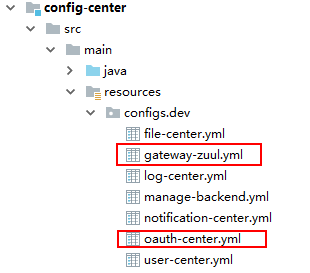 config-center
src
main
java
resources
configs.dev
file-center.yml
gateway-zuul.yml
log-center.yml
manage-backend.yml
notification-center.yml
oauth-center.yml
user-center.yml